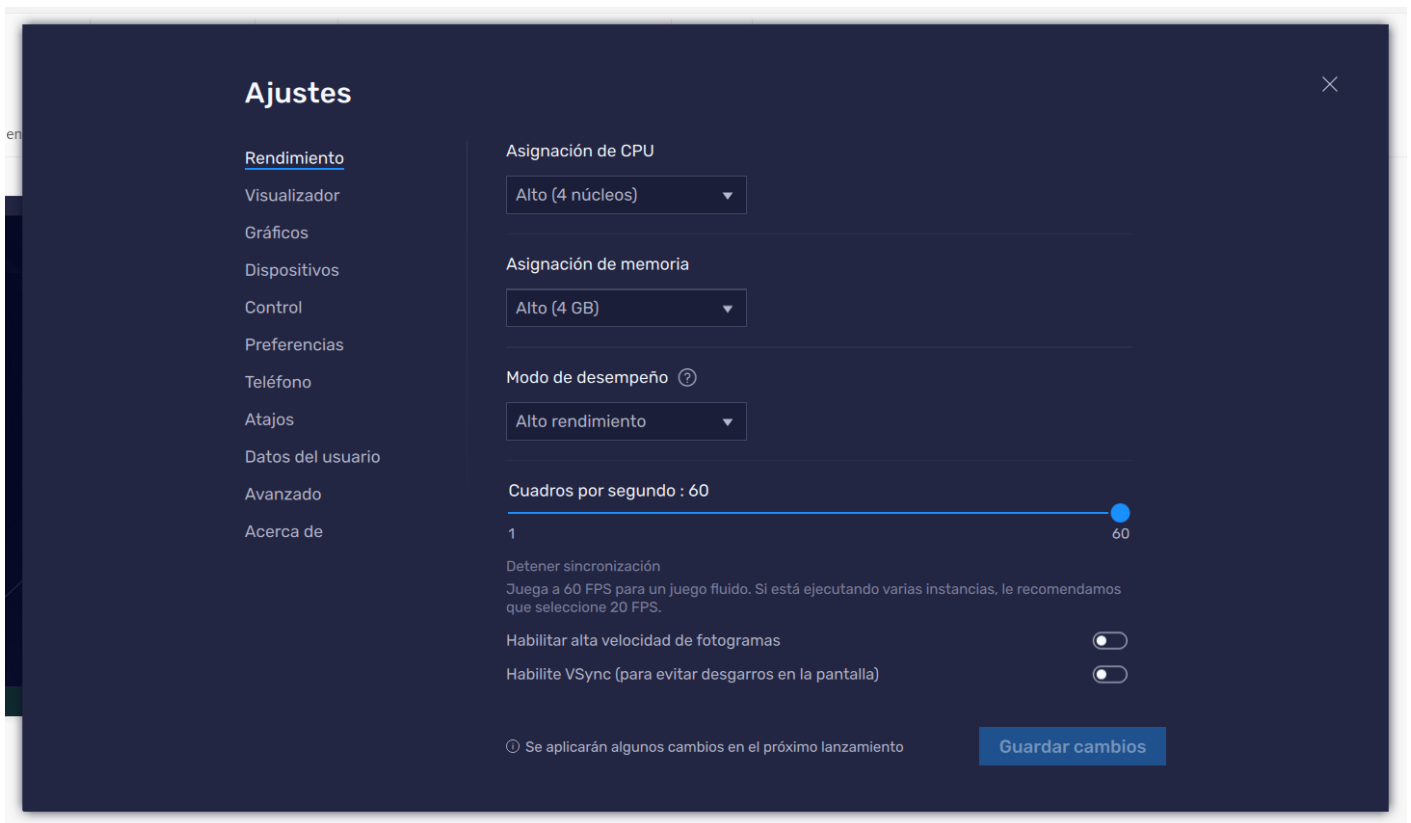 Ajustes
en
Rendimiento
Visualizador
Gráficos
Dispositivos
Control
Preferencias
Teléfono
Atajos
Datos del usuario
Avanzado
Acerca de
Asignación de CPU
Alto (4 núcleos)
Asignación de memoria
Alto (4 GB)
Modo de desempeño ?
Alto rendimiento
Cuadros por segundo : 60
1 60
Detener sincronización
Juega a 60 FPS para un juego fluido. Si está ejecutando varias instancias, le recomendamos
que seleccione 20 FPS.
Habilitar alta velocidad de fotogramas
Habilite VSync (para evitar desgarros en la pantalla)
Se aplicarán algunos cambios en el próximo lanzamiento
Guardar cambios